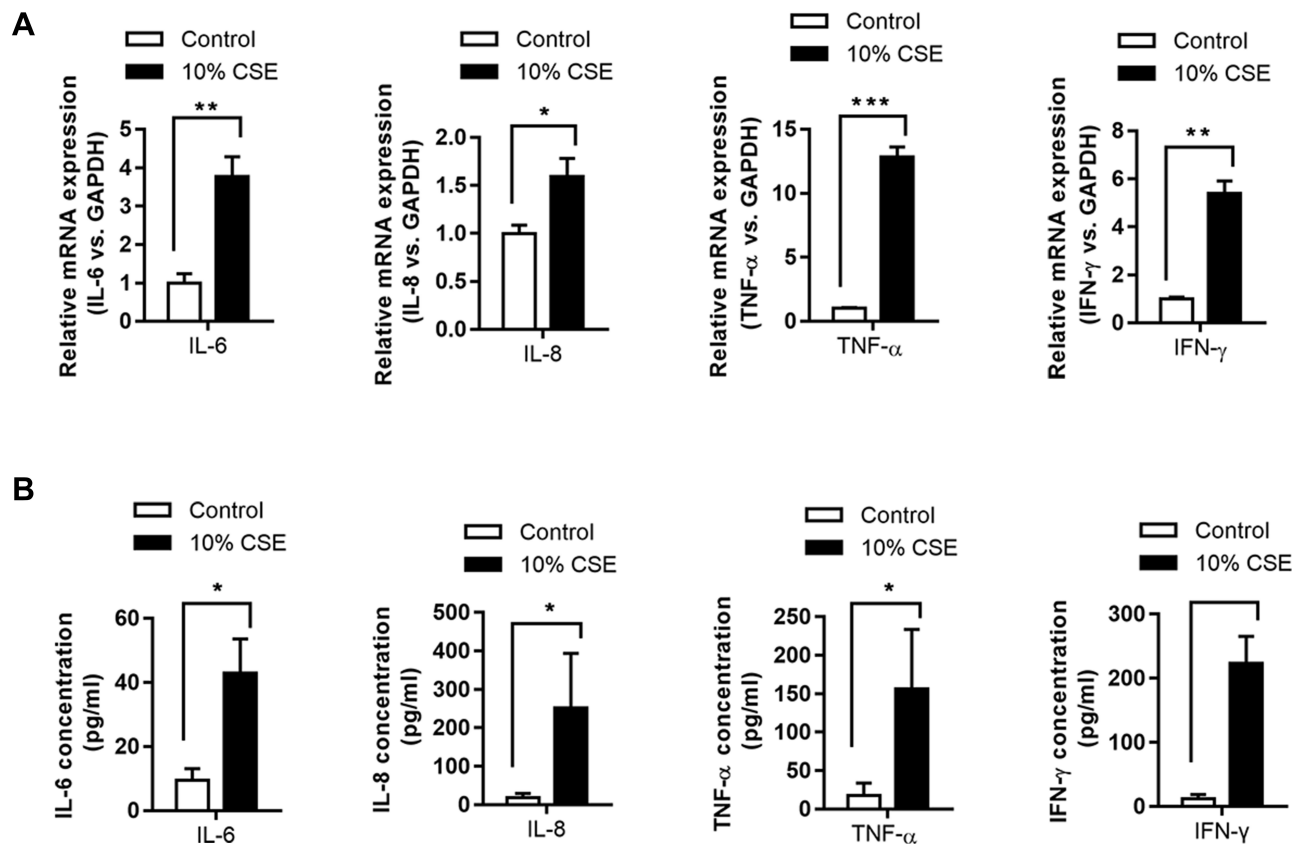 A
Control
10% CSE
**
Relative mRNA expression
(IL-6 vs. GAPDH)
5
4
3
2
1
0
IL-6
Control
10% CSE
*
Relative mRNA expression
(IL-8 vs. GAPDH)
2.0
1.5
1.0
0.5
0.0
IL-8
Control
10% CSE
***
Relative mRNA expression
(TNF-α vs. GAPDH)
15
10
5
0
TNF-α
Control
10% CSE
**
Relative mRNA expression
(IFN-γ vs. GAPDH)
8
6
4
2
0
IFN-γ
B
Control
10% CSE
*
IL-6 concentration
(pg/ml)
60
40
20
0
IL-6
Control
10% CSE
*
IL-8 concentration
(pg/ml)
500
400
300
200
100
0
IL-8
Control
10% CSE
*
TNF-α concentration
(pg/ml)
250
200
150
100
50
0
TNF-α
Control
10% CSE
IFN-γ concentration
(pg/ml)
300
200
100
0
IFN-γ